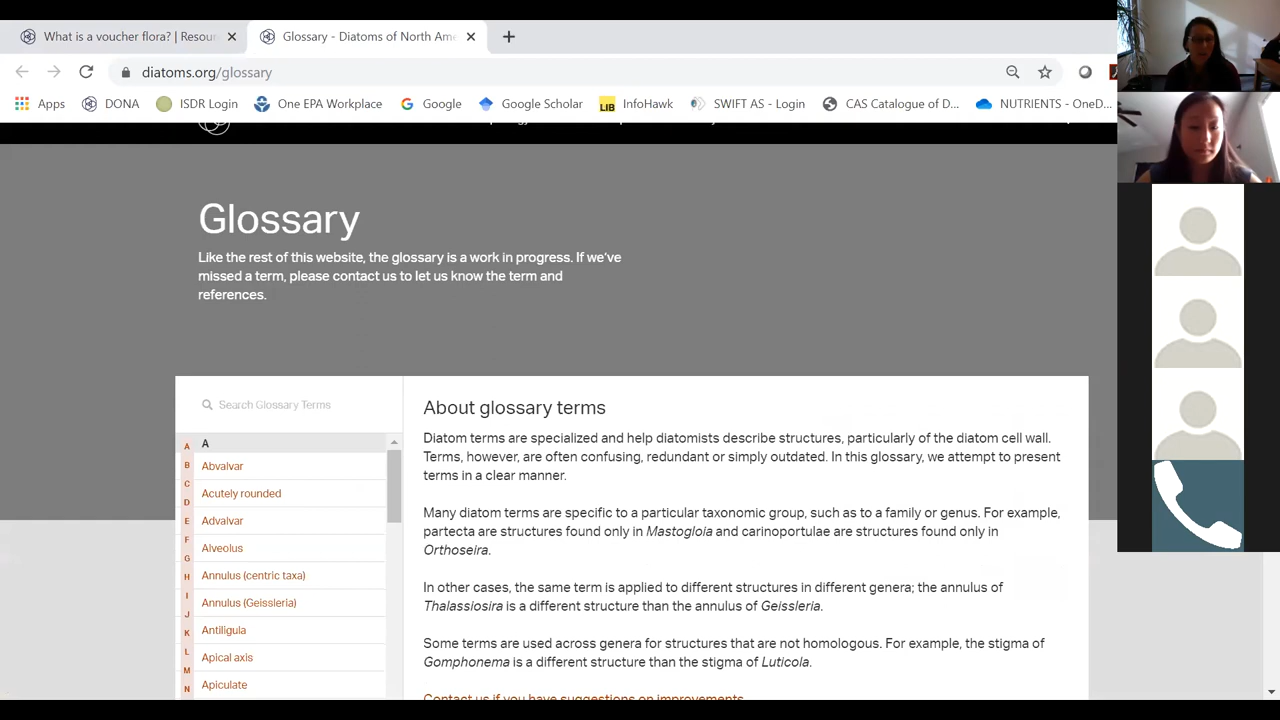 What is a voucher flora? | Resou
Glossary - Diatoms of North Ame
diatoms.org/glossary
Apps
DONA
ISDR Login
One EPA Workplace
Google
Google Scholar
LIB InfoHawk
SWIFT AS - Login
CAS Catalogue of D...
NUTRIENTS - OneD...
Glossary
Like the rest of this website, the glossary is a work in progress. If we've
missed a term, please contact us to let us know the term and
references.
Search Glossary Terms
A
B
C
D
E
F
G
H
I
J
K
L
M
N
A
Abvalvar
Acutely rounded
Advalvar
Alveolus
Annulus (centric taxa)
Annulus (Geissleria)
Antiligula
Apical axis
Apiculate
About glossary terms
Diatom terms are specialized and help diatomists describe structures, particularly of the diatom cell wall.
Terms, however, are often confusing, redundant or simply outdated. In this glossary, we attempt to present
terms in a clear manner.
Many diatom terms are specific to a particular taxonomic group, such as to a family or genus. For example,
partecta are structures found only in Mastogloia and carinoportulae are structures found only in
Orthoseira.
In other cases, the same term is applied to different structures in different genera; the annulus of
Thalassiosira is a different structure than the annulus of Geissleria.
Some terms are used across genera for structures that are not homologous. For example, the stigma of
Gomphonema is a different structure than the stigma of Luticola.
Contact us if you have suggestions on improvements.